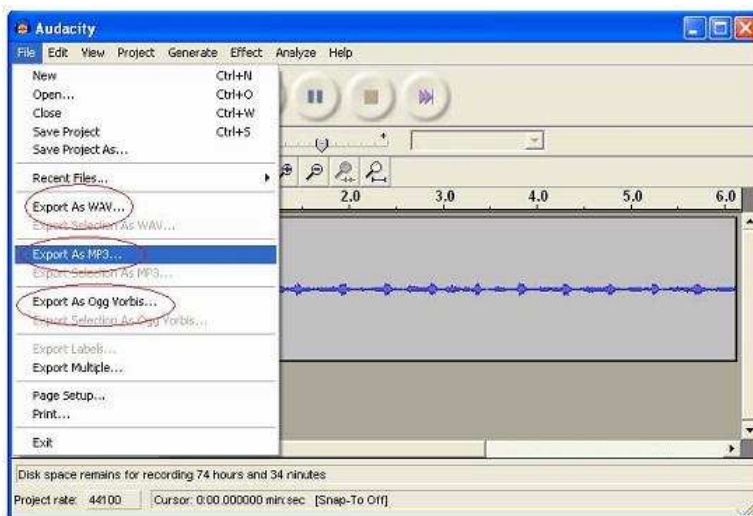 Audacity
File Edit View Project Generate Effect Analyze Help
New Ctrl+N
Open... Ctrl+O
Close Ctrl+W
Save Project Ctrl+S
Save Project As...
Recent Files...
Export As WAV...
Export Selection As WAV...
Export As MP3...
Export Selection As MP3...
Export As Ogg Vorbis...
Export Selection As Ogg Vorbis...
Export Labels...
Export Multiple...
Page Setup...
Print...
Exit
2.0 3.0 4.0 5.0 6.0
Disk space remains for recording 74 hours and 34 minutes
Project rate: 44100 Cursor: 0:00.000000 min:sec [Snap-To Off]